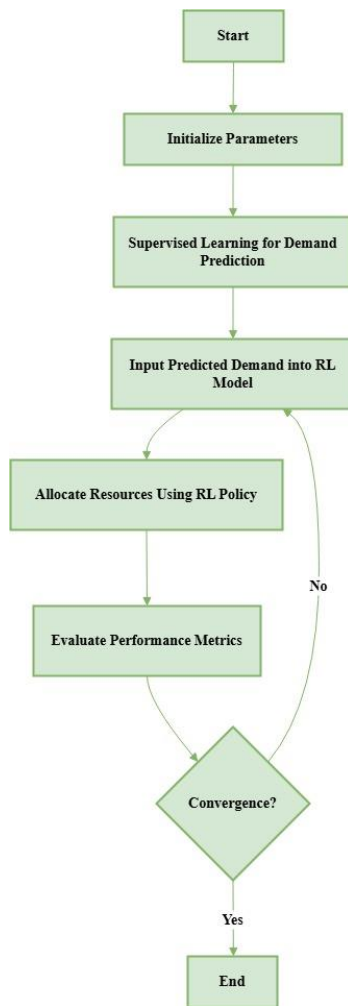 Start
Initialize Parameters
Supervised Learning for Demand
Prediction
Input Predicted Demand into RL
Model
Allocate Resources Using RL Policy
No
Evaluate Performance Metrics
Convergence?
Yes
End